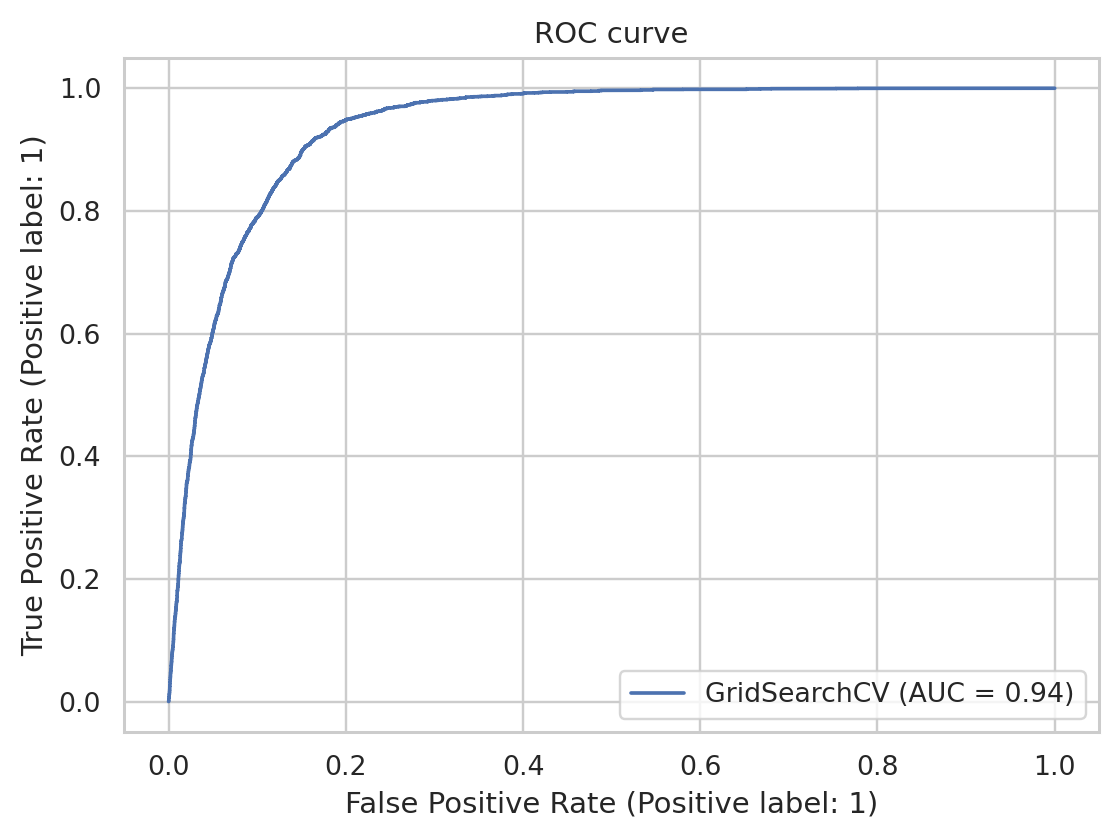 ROC curve
True Positive Rate (Positive label: 1)
1.0
0.8
0.6
0.4
0.2
0.0
GridSearchCV (AUC = 0.94)
0.0 0.2 0.4 0.6 0.8 1.0
False Positive Rate (Positive label: 1)